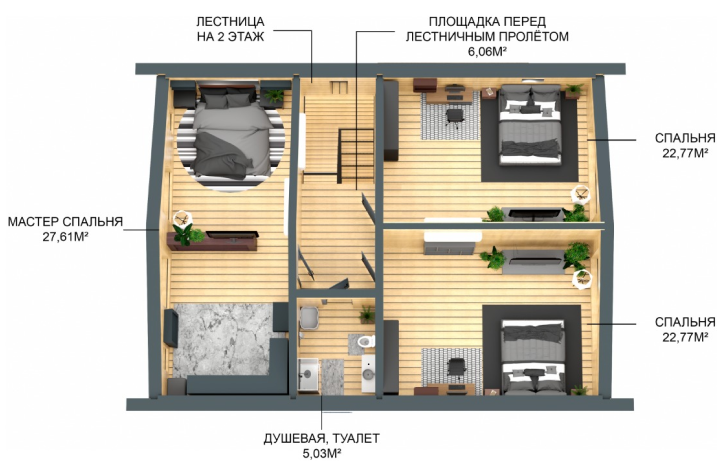 ЛЕСТНИЦА
НА 2 ЭТАЖ
ПЛОЩАДКА ПЕРЕД
ЛЕСТНИЧНЫМ ПРОЛЁТОМ
6,06М²
СПАЛЬНЯ
22,77М²
МАСТЕР СПАЛЬНЯ
27,61М²
СПАЛЬНЯ
22,77М²
ДУШЕВАЯ, ТУАЛЕТ
5,03М²